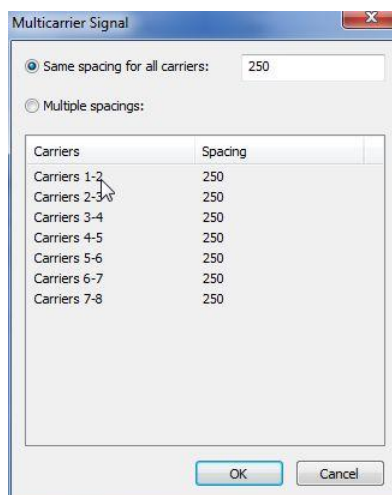 Multicarrier Signal
Same spacing for all carriers: 250
Multiple spacings:
Carriers Spacing
Carriers 1-2 250
Carriers 2-3 250
Carriers 3-4 250
Carriers 4-5 250
Carriers 5-6 250
Carriers 6-7 250
Carriers 7-8 250
OK Cancel